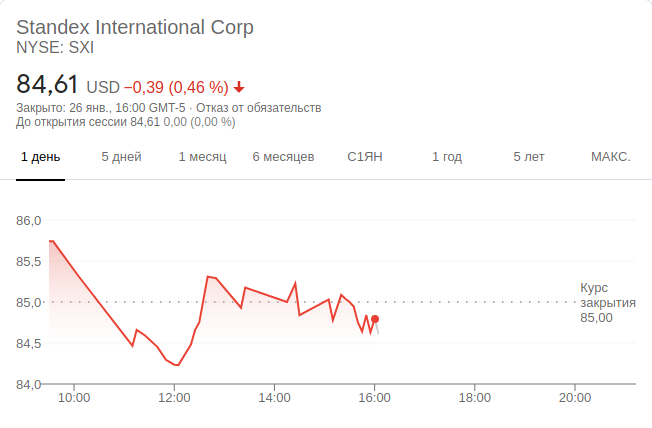 Standex International Corp
NYSE: SXI
84,61 USD −0,39 (0,46 %)
Закрыто: 26 янв., 16:00 GMT-5 · Отказ от обязательств
До открытия сессии 84,61 0,00 (0,00 %)
1 день 5 дней 1 месяц 6 месяцев С1ЯН 1 год 5 лет МАКС.
86,0
85,5
85,0
84,5
84,0
Курс
закрытия
85,00
10:00 12:00 14:00 16:00 18:00 20:00